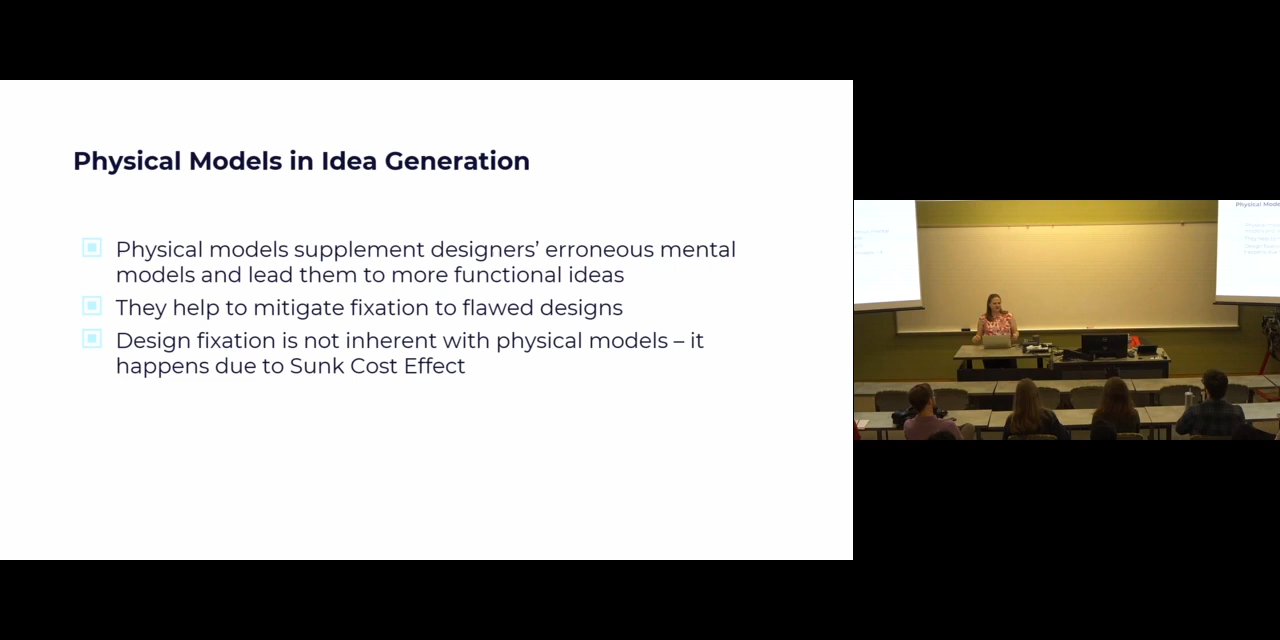 Physical Models in Idea Generation
Physical models supplement designers’ erroneous mental
models and lead them to more functional ideas
They help to mitigate fixation to flawed designs
Design fixation is not inherent with physical models – it
happens due to Sunk Cost Effect
Physical Mode